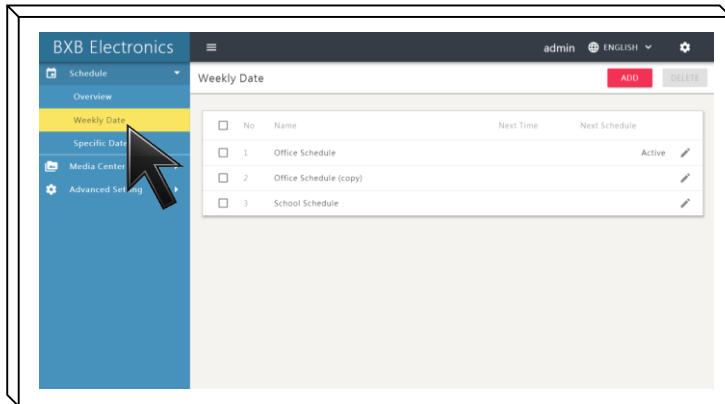 BXB Electronics
admin ENGLISH
Schedule
Overview
Weekly Date
Specific Date
Media Center
Advanced Setting
Weekly Date
ADD DELETE
No Name Next Time Next Schedule
1 Office Schedule Active
2 Office Schedule (copy)
3 School Schedule